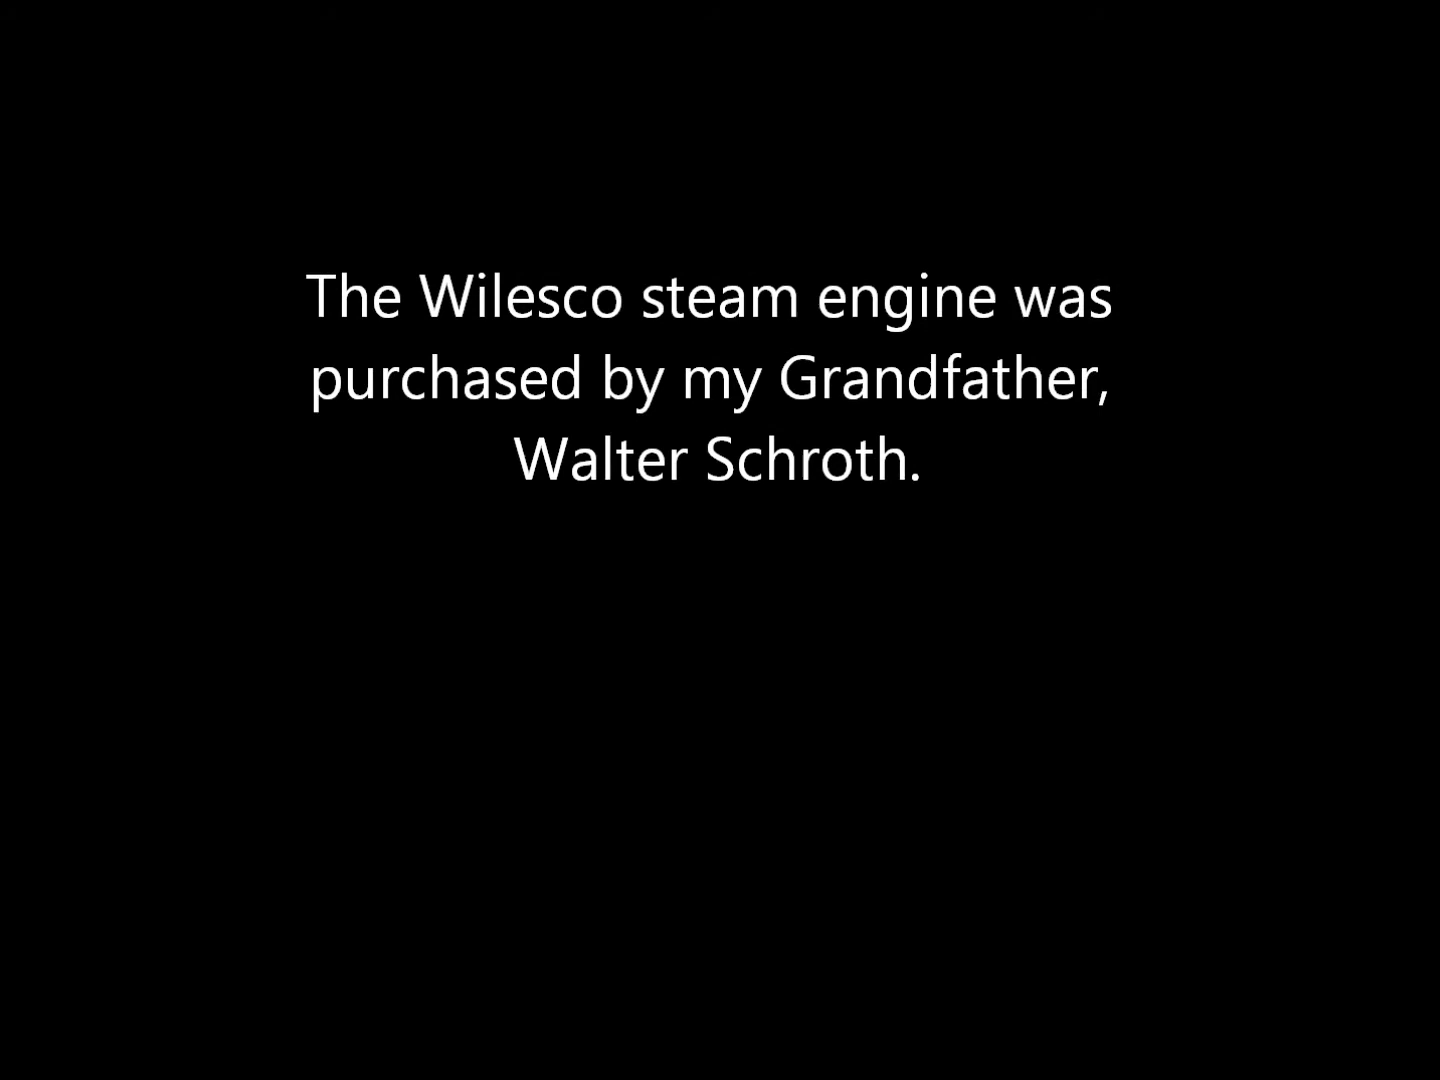 The Wilesco steam engine was
purchased by my Grandfather,
Walter Schroth.